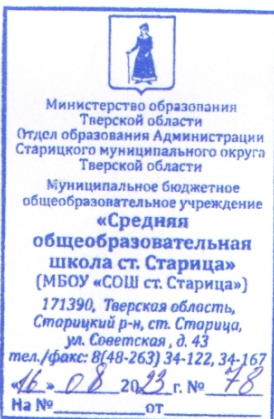 Министерство образования
Тверской области
Отдел образования Администрации
Старицкого муниципального округа
Тверской области
Муниципальное бюджетное
общеобразовательное учреждение
«Средняя
общеобразовательная
школа ст. Старица»
(МБОУ «СОШ ст. Старица»)
171390, Тверская область,
Старицкий р-н, ст. Старица,
ул. Советская , д. 43
тел./факс: 8(48-263) 34-122, 34-167
«16» 08 2023 г. № 78
На №__________от__________